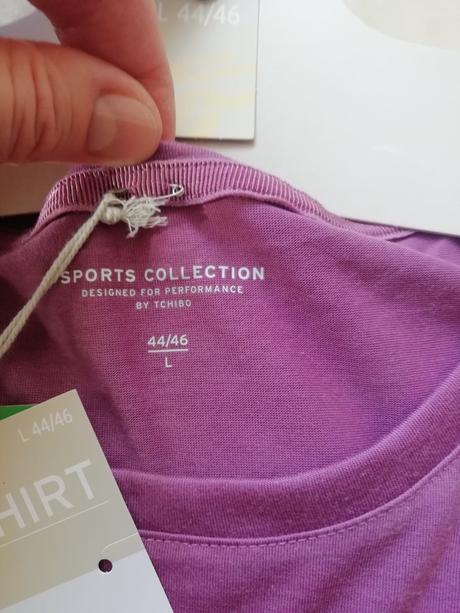 L 44/46
SPORTS COLLECTION
DESIGNED FOR PERFORMANCE
BY TCHIBO
44/46
L
L 44/46
HIRT